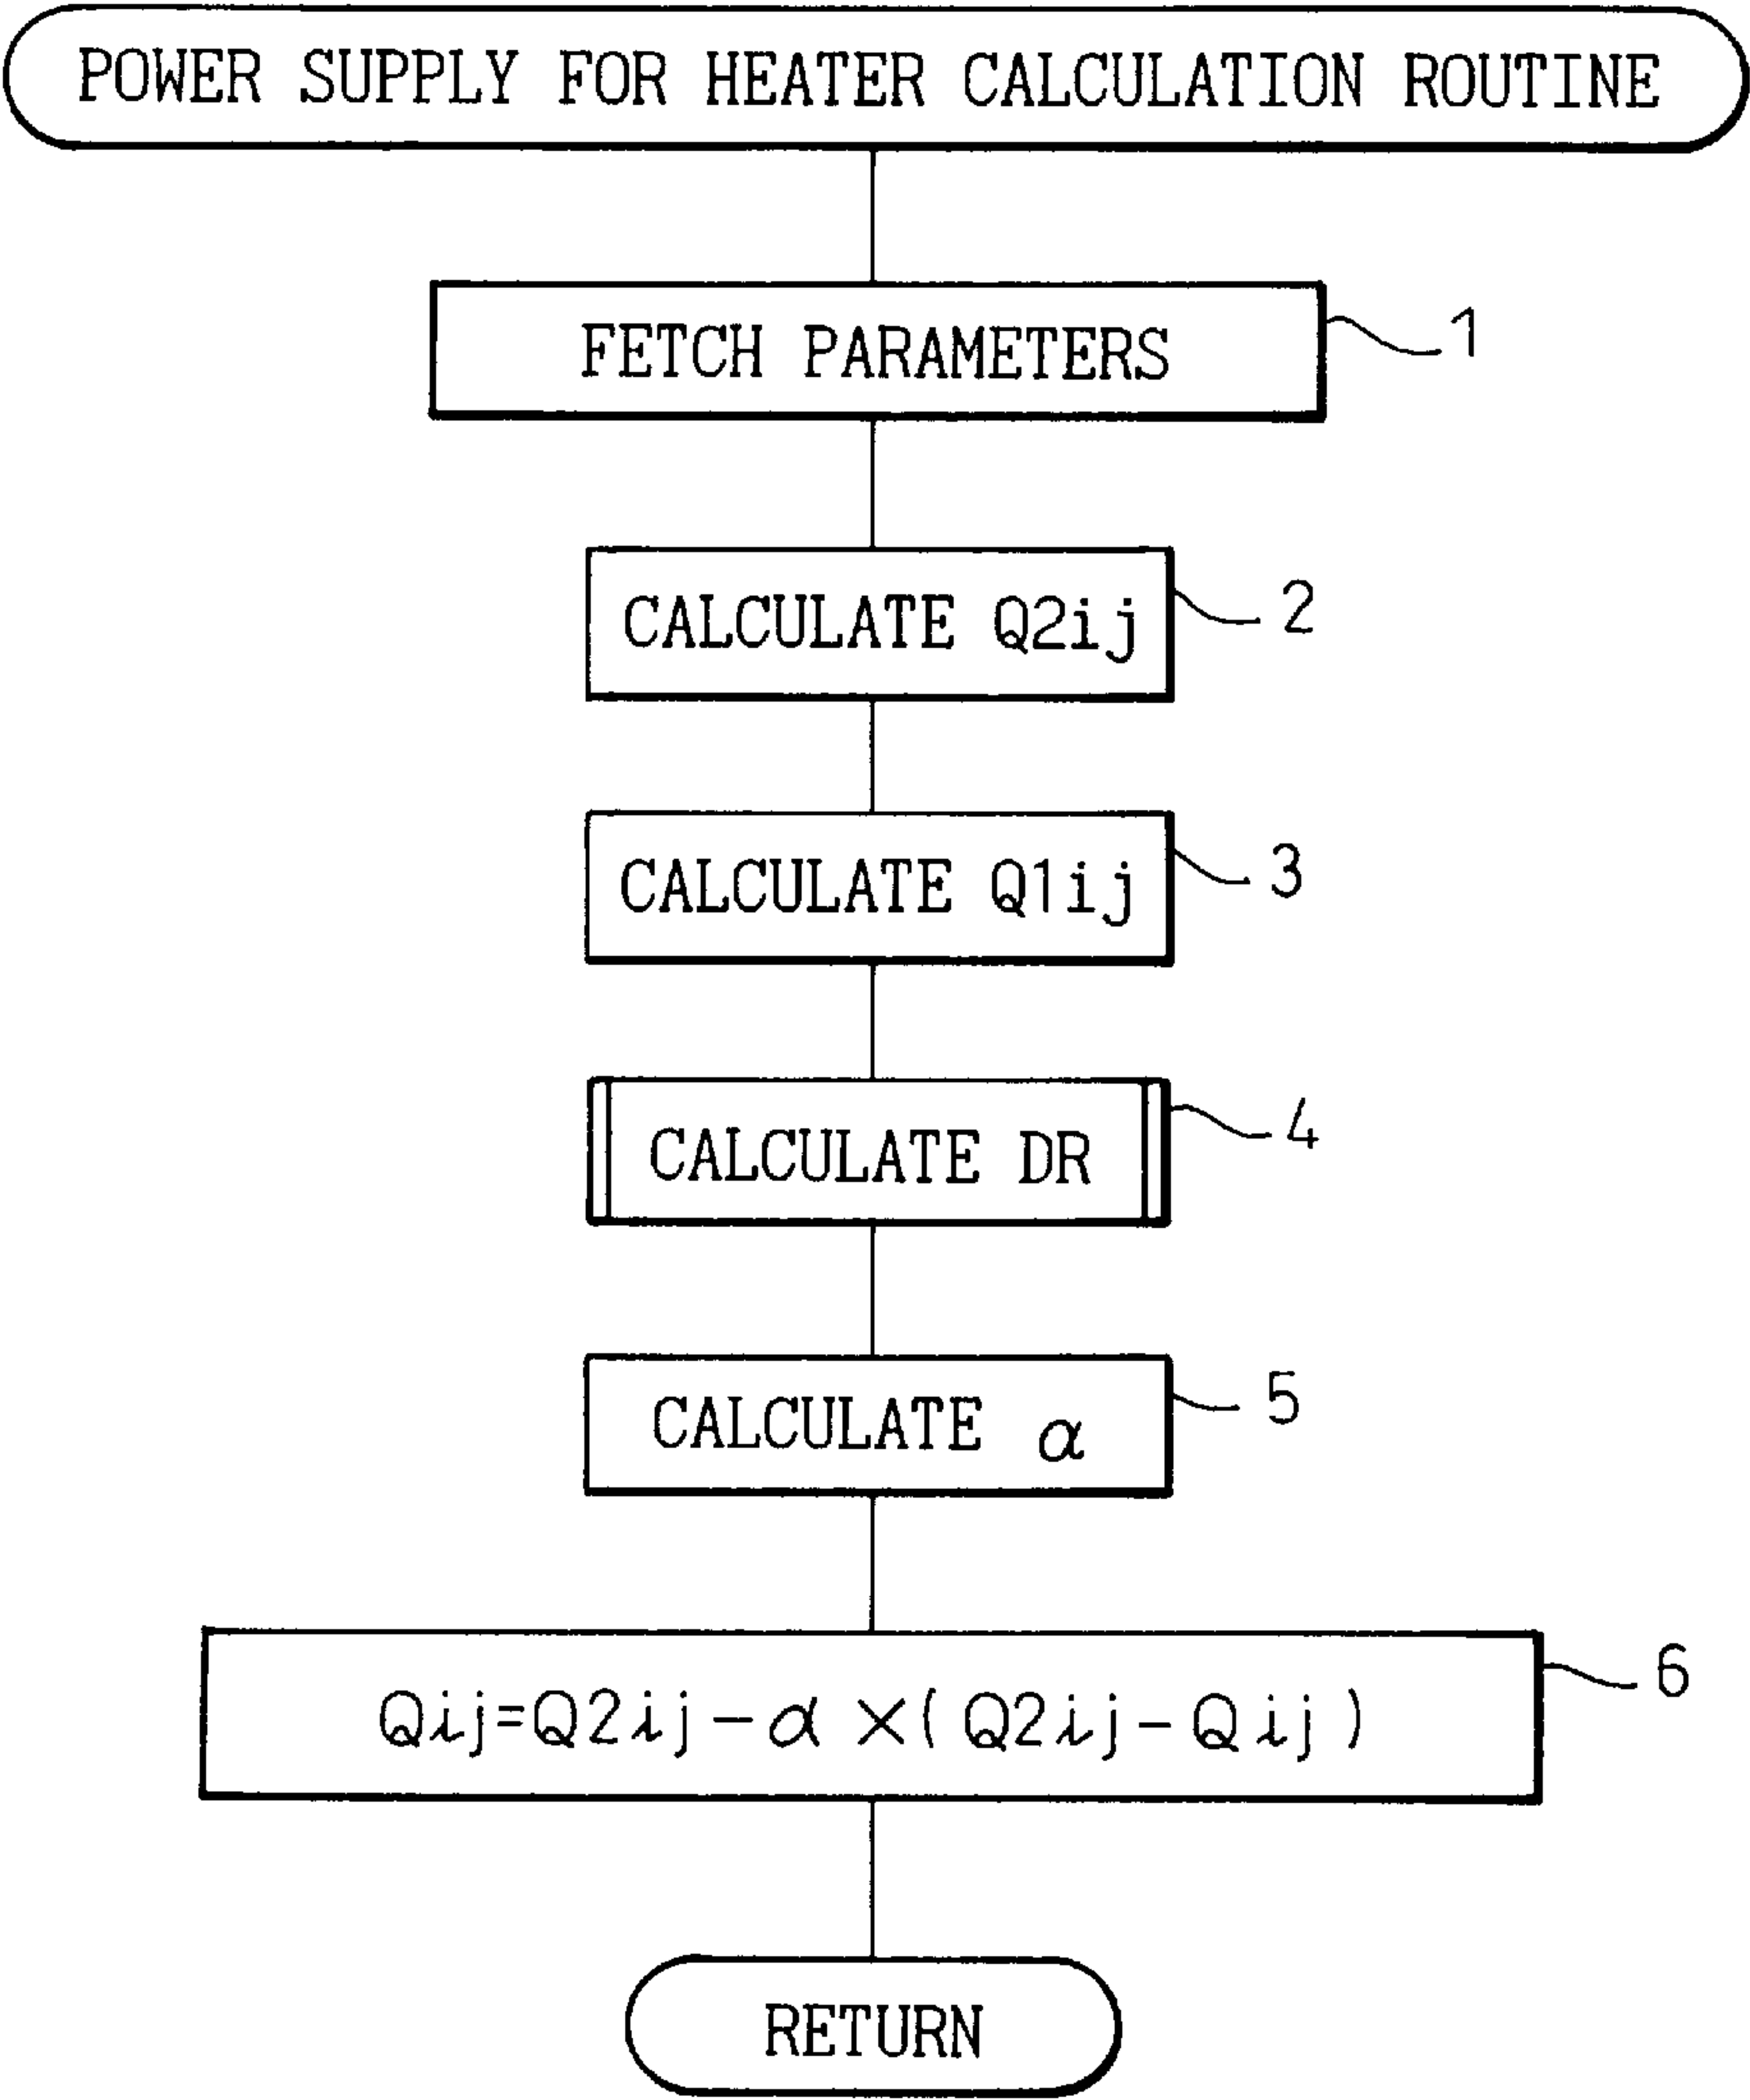 POWER SUPPLY FOR HEATER CALCULATION ROUTINE
FETCH PARAMETERS
1
CALCULATE Q2ij
2
CALCULATE Q1ij
3
CALCULATE DR
4
CALCULATE α
5
Qij=Q2ij-α×(Q2ij-Qij)
6
RETURN